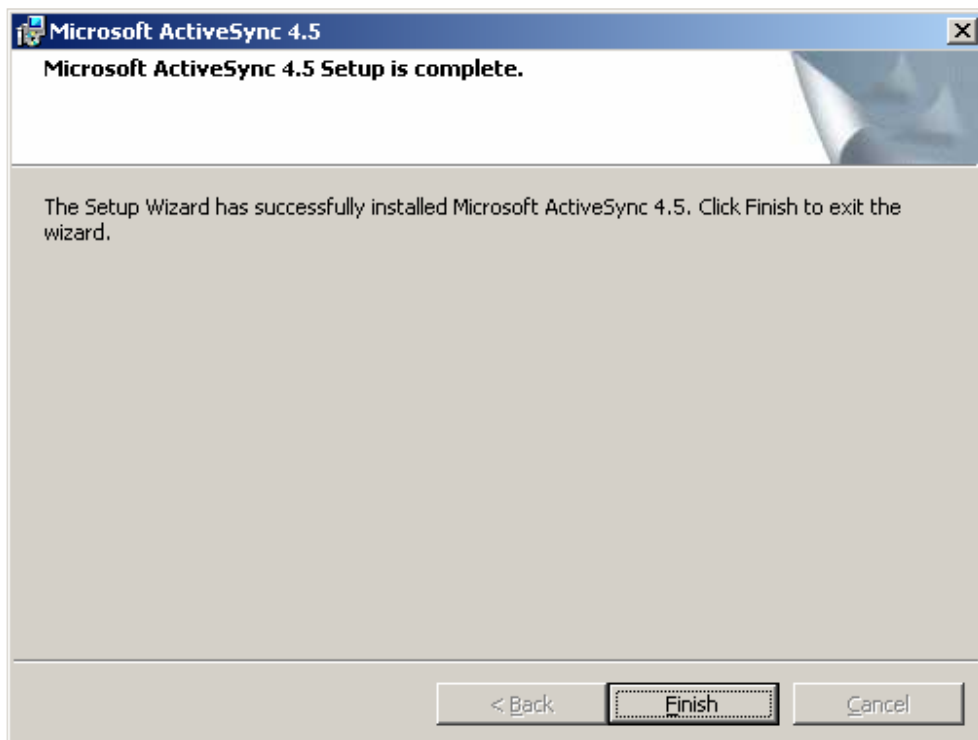 Microsoft ActiveSync 4.5
Microsoft ActiveSync 4.5 Setup is complete.
The Setup Wizard has successfully installed Microsoft ActiveSync 4.5. Click Finish to exit the
wizard.
< Back Finish Cancel